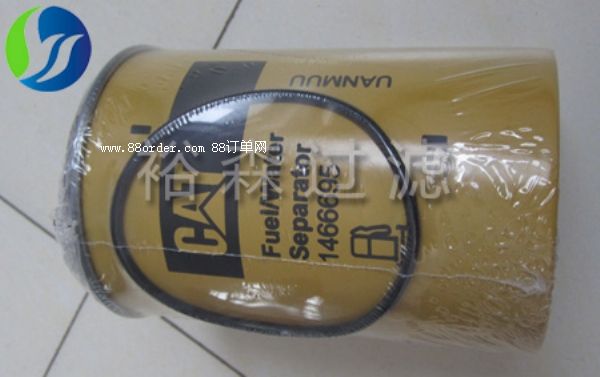 UANMUU
www.88order.com 88订单网
裕森过滤
CAT
Fuel/Water
Separator
1466695